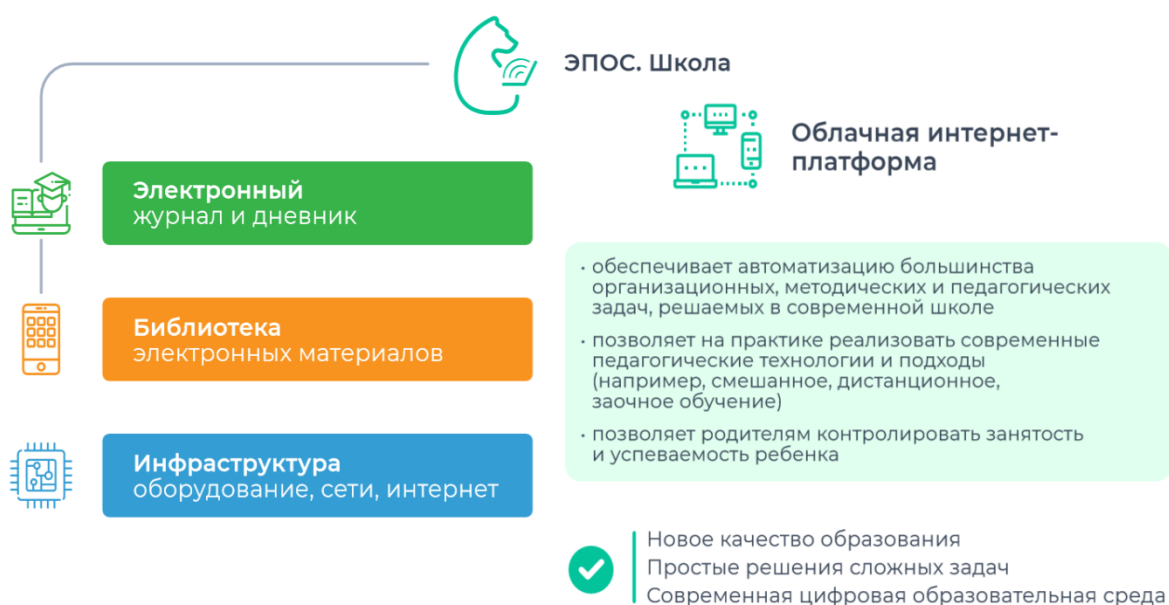 ЭПОС. Школа
Облачная интернет-
платформа
Электронный
журнал и дневник
Библиотека
электронных материалов
Инфраструктура
оборудование, сети, интернет
· обеспечивает автоматизацию большинства
организационных, методических и педагогических
задач, решаемых в современной школе
· позволяет на практике реализовать современные
педагогические технологии и подходы
(например, смешанное, дистанционное,
заочное обучение)
· позволяет родителям контролировать занятость
и успеваемость ребенка
Новое качество образования
Простые решения сложных задач
Современная цифровая образовательная среда